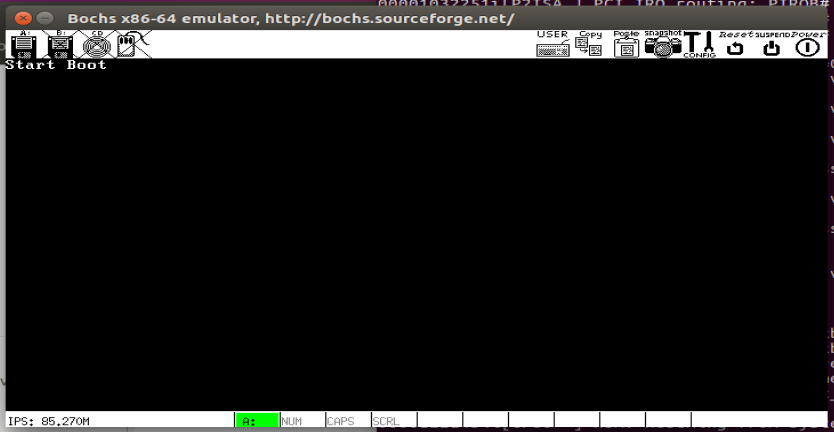 00001032251i[P2ISA ] PCI IRQ routing: PIRQB#
Bochs x86-64 emulator, http://bochs.sourceforge.net/
A: B: CD USER Copy Paste snapshot CONFIG Reset SUSPEND Power
Start Boot
IPS: 85.270M A: NUM CAPS SCRL